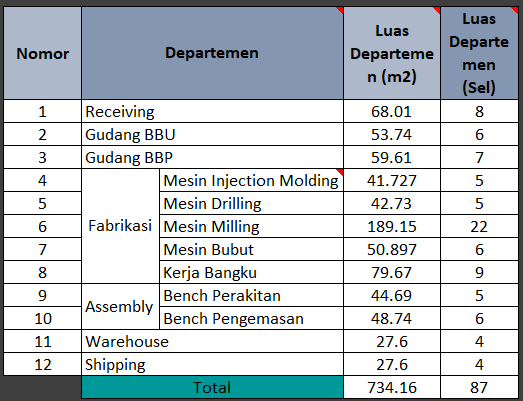 Nomor Departemen Luas Departeme n (m2) Luas Departe men (Sel)
1 Receiving 68.01 8
2 Gudang BBU 53.74 6
3 Gudang BBP 59.61 7
4 Fabrikasi Mesin Injection Molding 41.727 5
5 Mesin Drilling 42.73 5
6 Mesin Milling 189.15 22
7 Mesin Bubut 50.897 6
8 Kerja Bangku 79.67 9
9 Assembly Bench Perakitan 44.69 5
10 Bench Pengemasan 48.74 6
11 Warehouse 27.6 4
12 Shipping 27.6 4
Total 734.16 87